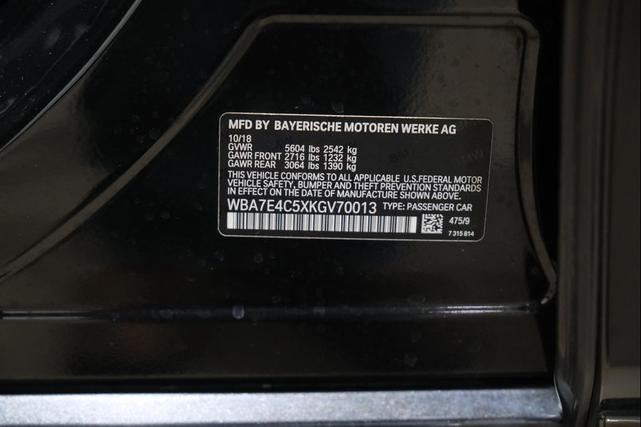 MFD BY BAYERISCHE MOTOREN WERKE AG
10/18
GVWR 5604 lbs 2542 kg
GAWR FRONT 2716 lbs 1232 kg
GAWR REAR 3064 lbs 1390 kg
THIS VEHICLE CONFORMS TO ALL APPLICABLE U.S.FEDERAL MOTOR
VEHICLE SAFETY, BUMPER, AND THEFT PREVENTION STANDARDS
IN EFFECT ON THE DATE OF MANUFACTURE SHOWN ABOVE.
WBA7E4C5XKGV70013 TYPE: PASSENGER CAR
475/9
7 315 814